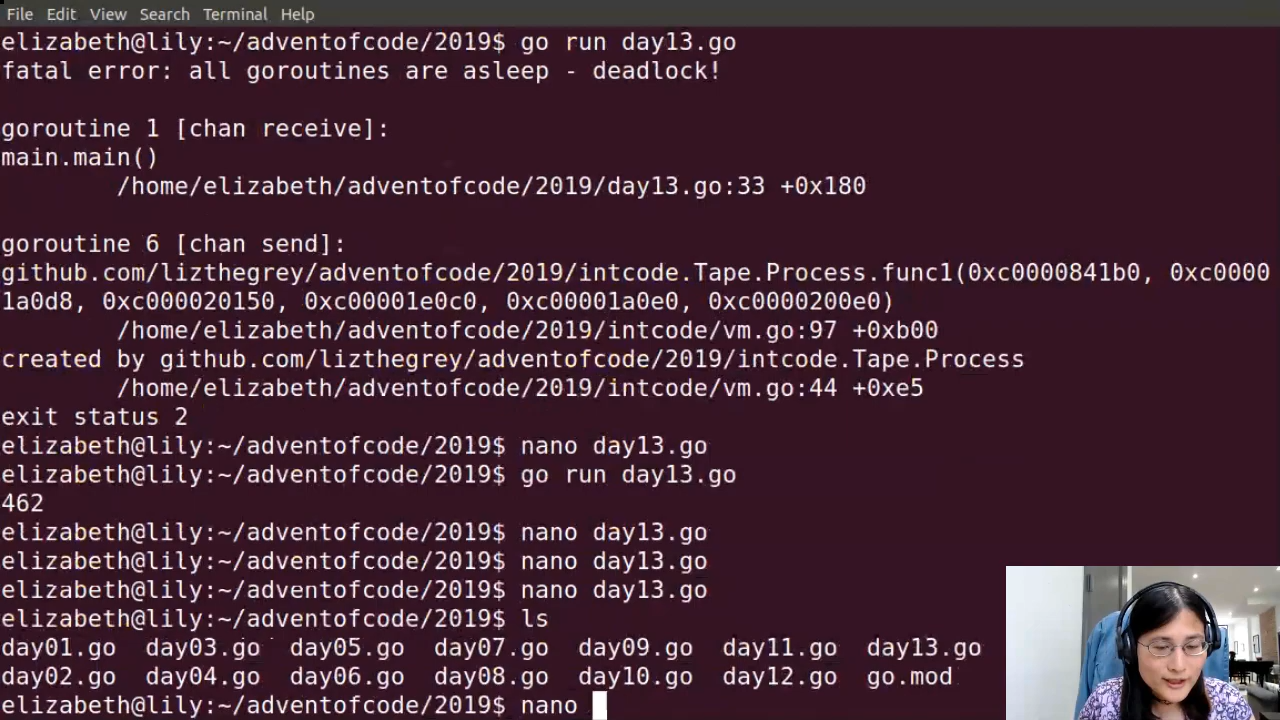 File Edit View Search Terminal Help
elizabeth@lily:~/adventofcode/2019$ go run day13.go
fatal error: all goroutines are asleep - deadlock!
goroutine 1 [chan receive]:
main.main()
/home/elizabeth/adventofcode/2019/day13.go:33 +0x180
goroutine 6 [chan send]:
github.com/lizthegrey/adventofcode/2019/intcode.Tape.Process.func1(0xc0000841b0, 0xc0000
1a0d8, 0xc000020150, 0xc00001e0c0, 0xc00001a0e0, 0xc0000200e0)
/home/elizabeth/adventofcode/2019/intcode/vm.go:97 +0xb00
created by github.com/lizthegrey/adventofcode/2019/intcode.Tape.Process
/home/elizabeth/adventofcode/2019/intcode/vm.go:44 +0xe5
exit status 2
elizabeth@lily:~/adventofcode/2019$ nano day13.go
elizabeth@lily:~/adventofcode/2019$ go run day13.go
462
elizabeth@lily:~/adventofcode/2019$ nano day13.go
elizabeth@lily:~/adventofcode/2019$ nano day13.go
elizabeth@lily:~/adventofcode/2019$ nano day13.go
elizabeth@lily:~/adventofcode/2019$ ls
day01.go day03.go day05.go day07.go day09.go day11.go day13.go
day02.go day04.go day06.go day08.go day10.go day12.go go.mod
elizabeth@lily:~/adventofcode/2019$ nano